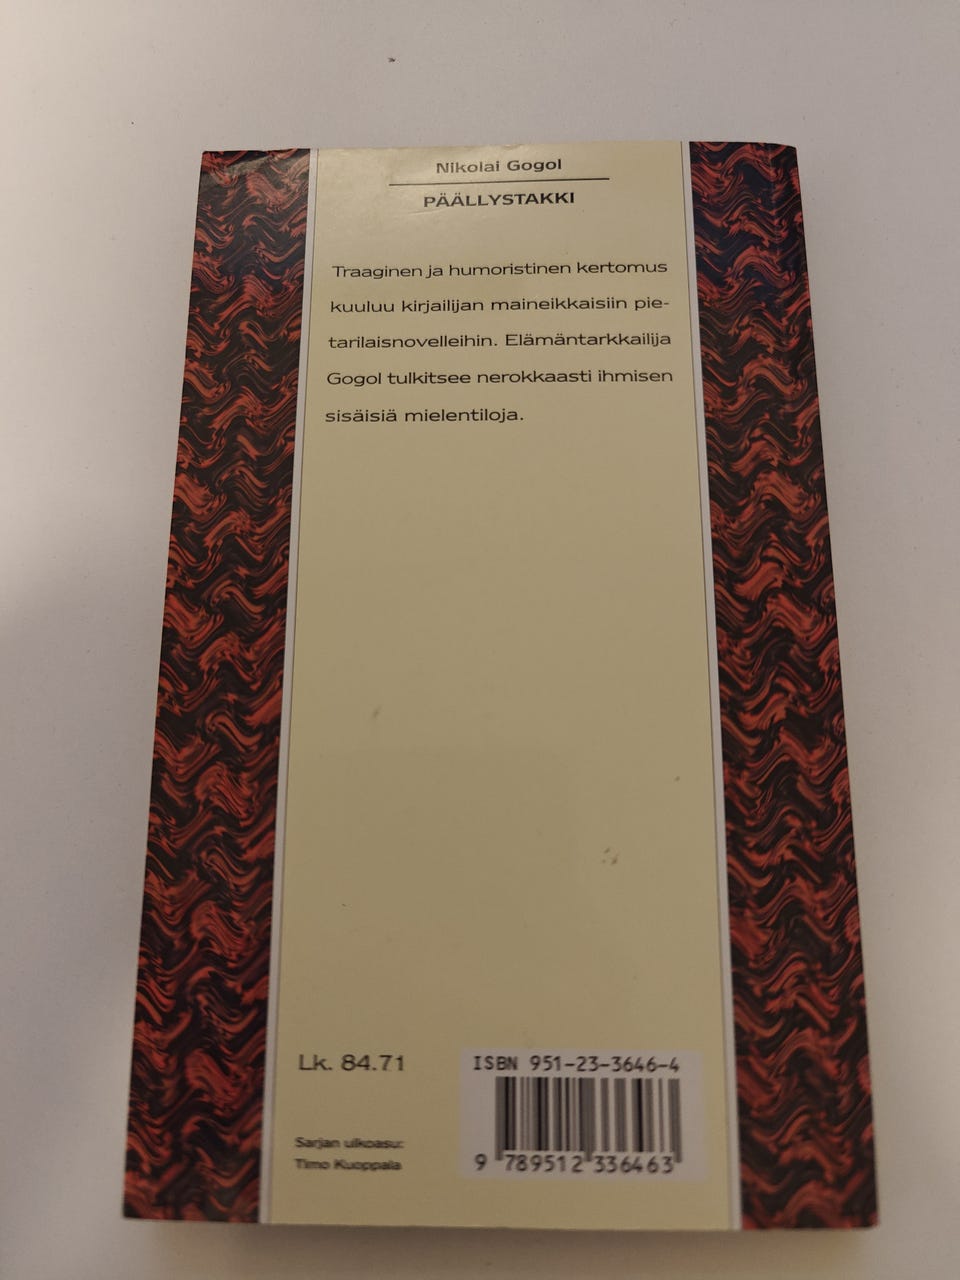 Nikolai Gogol
PÄÄLLYSTAKKI
Traaginen ja humoristinen kertomus
kuuluu kirjailijan maineikkaisiin pie-
tarilaisnovelleihin. Elämäntarkkailija
Gogol tulkitsee nerokkaasti ihmisen
sisäisiä mielentiloja.
Lk. 84.71
Sarjan ulkoasu:
Timo Kuoppala
ISBN 951-23-3646-4
9 789512 336463